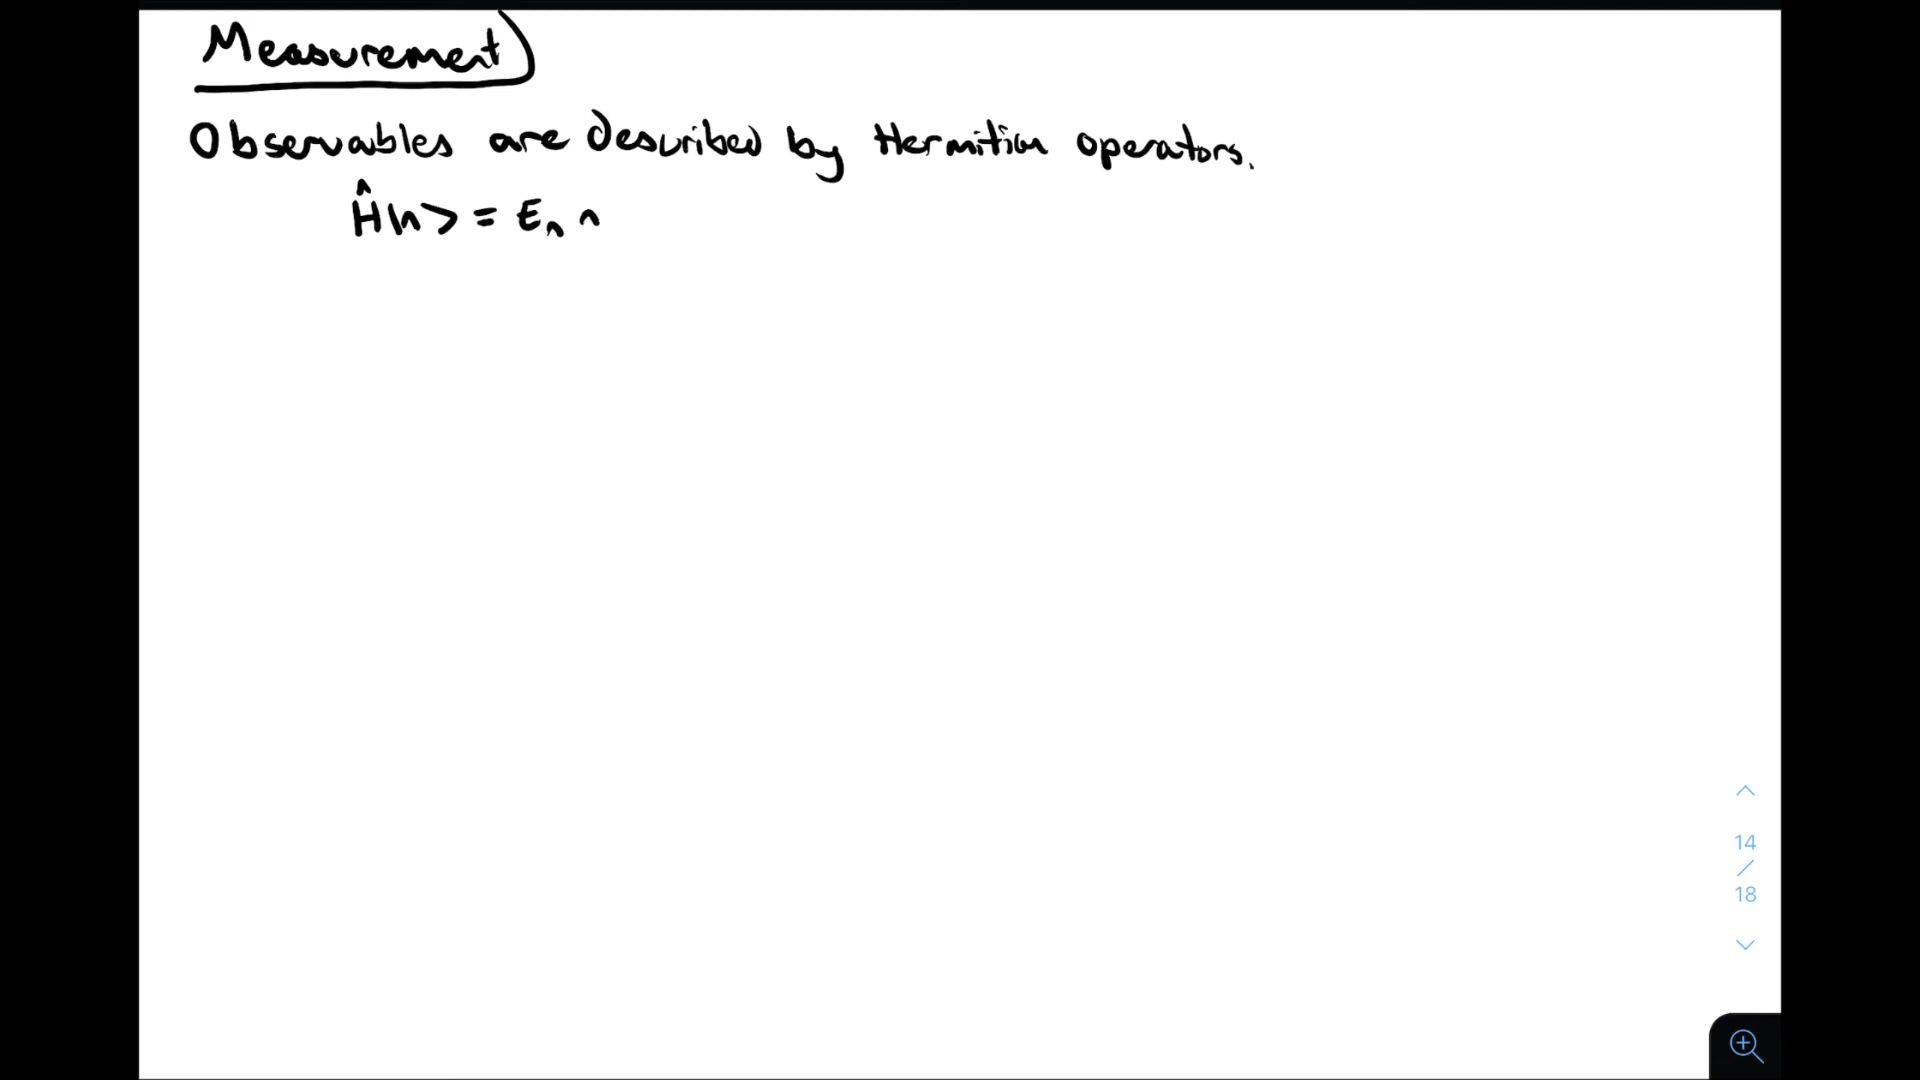 Measurement
Observables are described by Hermitian operators.
Ĥ|n> = Eₙ n
14
/
18